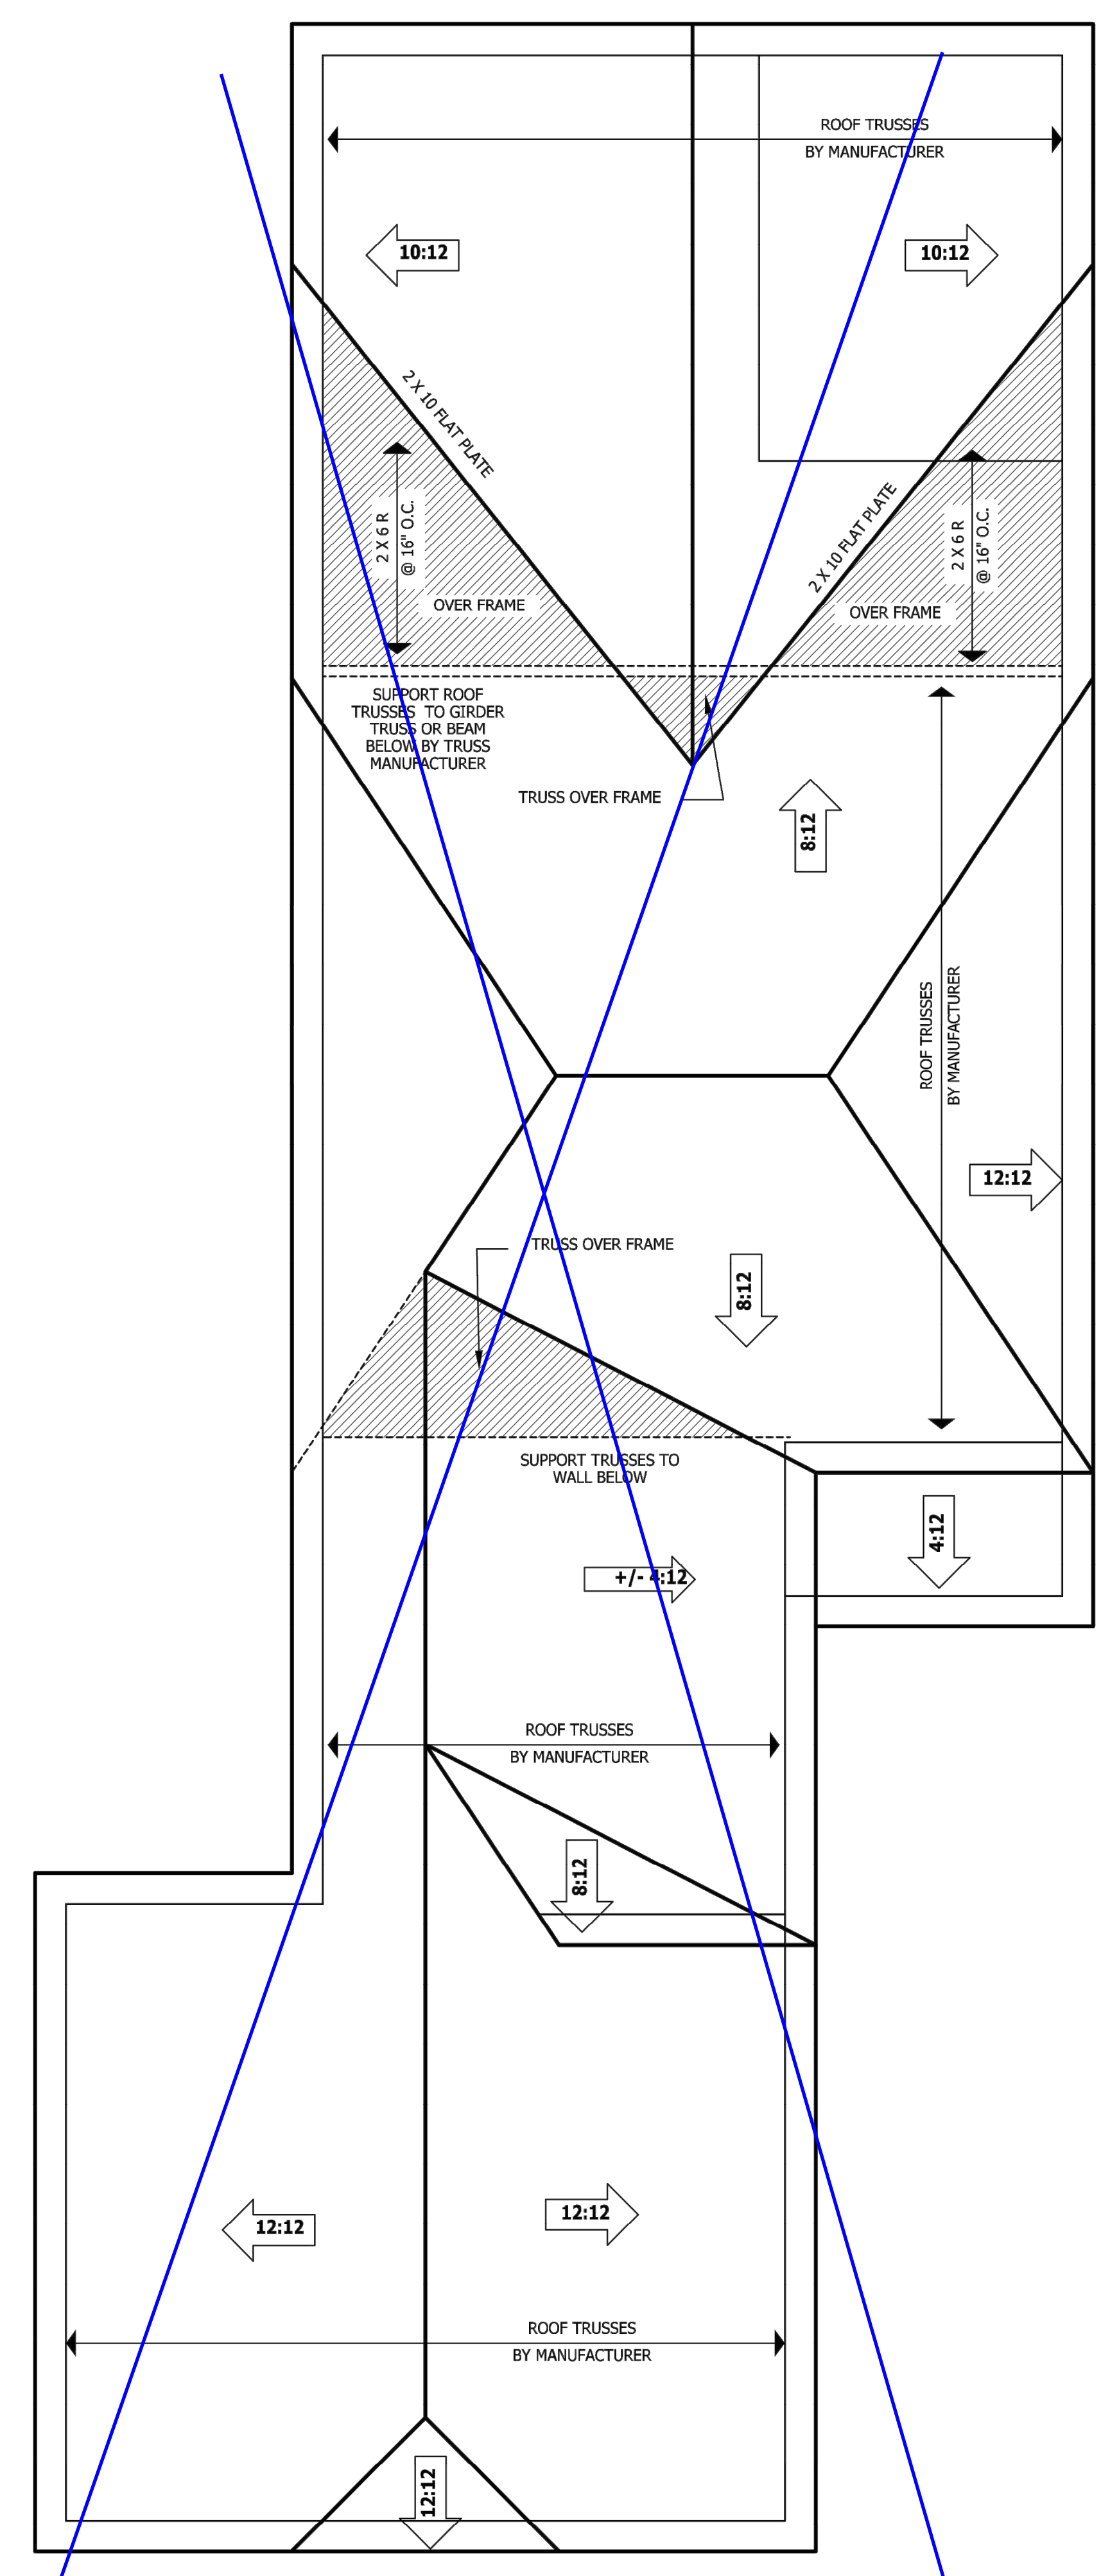 ROOF TRUSSES
BY MANUFACTURER
10:12
10:12
2 X 10 FLAT PLATE
2 X 10 FLAT PLATE
2 X 6 R
@ 16" O.C.
2 X 6 R
@ 16" O.C.
OVER FRAME
OVER FRAME
SUPPORT ROOF
TRUSSES TO GIRDER
TRUSS OR BEAM
BELOW BY TRUSS
MANUFACTURER
TRUSS OVER FRAME
8:12
ROOF TRUSSES
BY MANUFACTURER
12:12
TRUSS OVER FRAME
8:12
SUPPORT TRUSSES TO
WALL BELOW
4:12
+/- 4:12
ROOF TRUSSES
BY MANUFACTURER
8:12
12:12
12:12
ROOF TRUSSES
BY MANUFACTURER
12:12